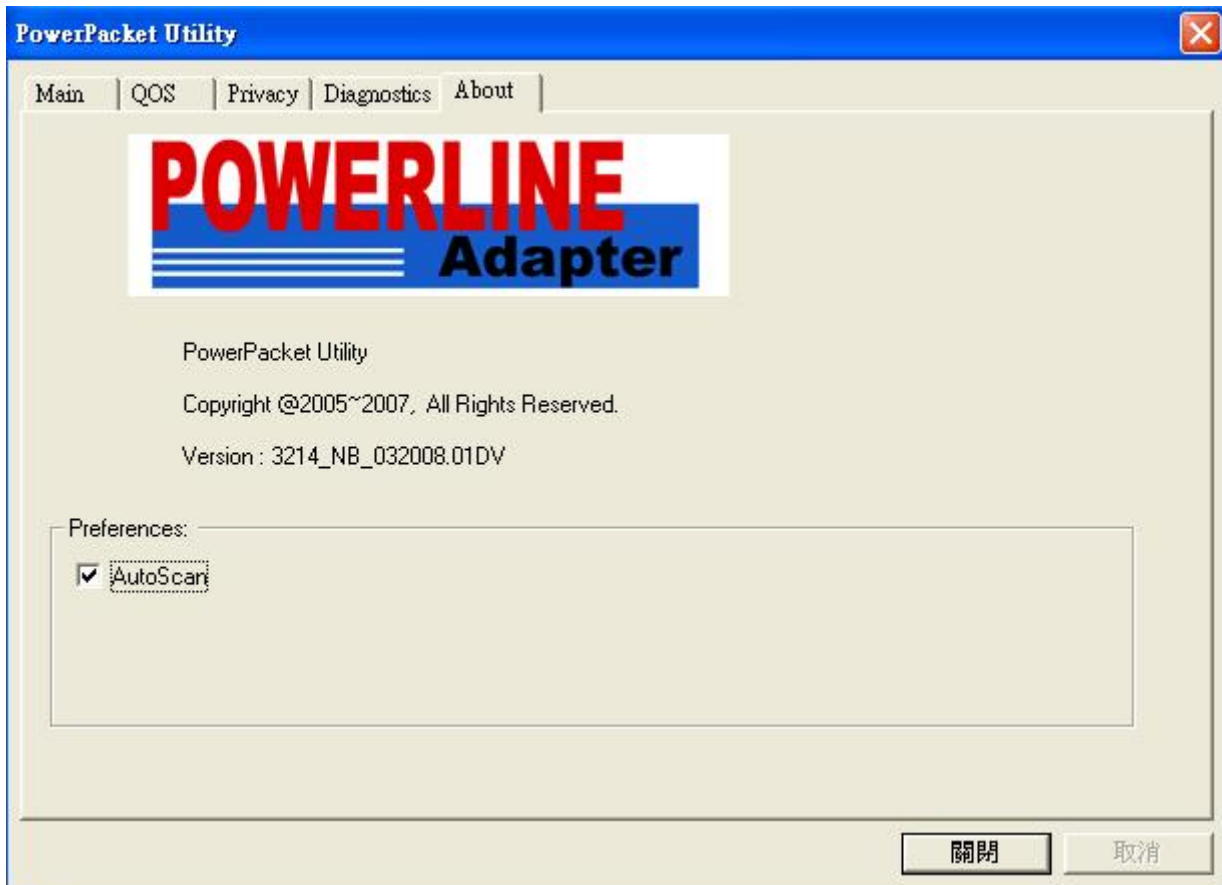 PowerPacket Utility
Main QOS Privacy Diagnostics About
POWERLINE
Adapter
PowerPacket Utility
Copyright @2005~2007, All Rights Reserved.
Version : 3214_NB_032008.01DV
Preferences:
AutoScan
關閉 取消